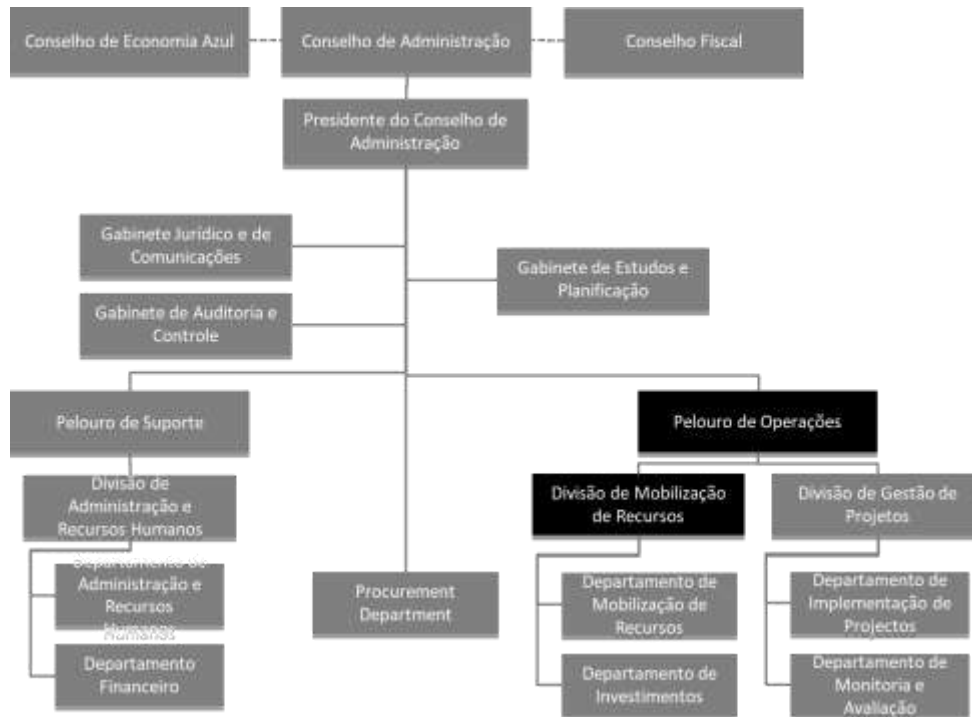 Conselho de Economia Azul
Conselho de Administração
Conselho Fiscal
Presidente do Conselho de
Administração
Gabinete Jurídico e de
Comunicações
Gabinete de Estudos e
Planificação
Gabinete de Auditoria e
Controle
Pelouro de Suporte
Pelouro de Operações
Divisão de
Administração e
Recursos Humanos
Divisão de Mobilização
de Recursos
Divisão de Gestão de
Projetos
Departamento de
Administração e
Recursos
Humanos
Procurement
Department
Departamento de
Mobilização de
Recursos
Departamento de
Implementação de
Projectos
Departamento
Financeiro
Departamento de
Investimentos
Departamento de
Monitoria e
Avaliação